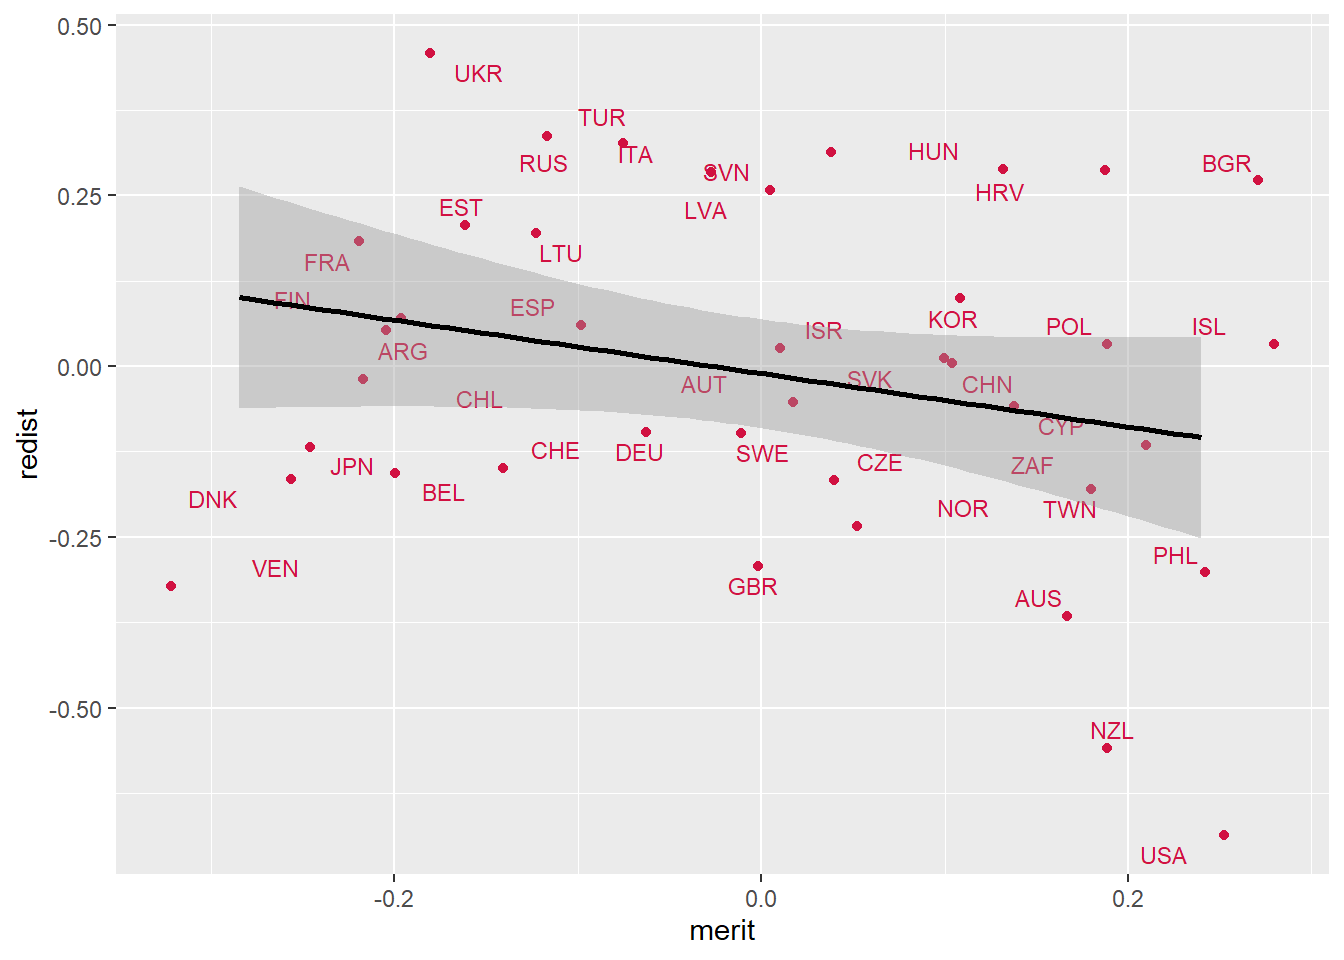 0.50
UKR
TUR
RUS
ITA
HUN
BGR
SVN
HRV
0.25
EST
LVA
LTU
FRA
FIN
ESP
ISR
KOR
POL
ISL
ARG
0.00
AUT
SVK
CHN
CHL
CYP
CHE
DEU
SWE
CZE
JPN
ZAF
BEL
DNK
NOR
TWN
-0.25
PHL
VEN
GBR
AUS
-0.50
NZL
USA
redist
-0.2
0.0
0.2
merit